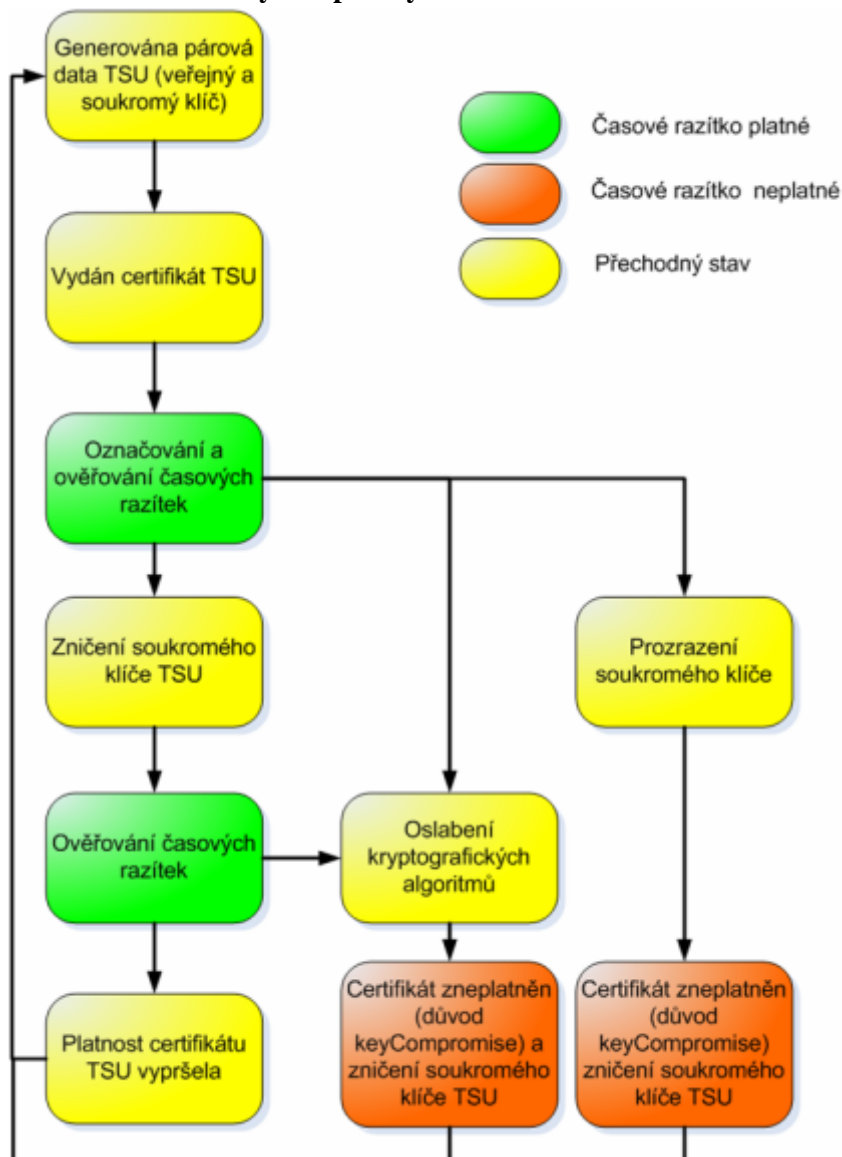 Generována párová
data TSU (veřejný a
soukromý klíč)
Časové razítko platné
Časové razítko neplatné
Přechodný stav
Vydán certifikát TSU
Označování a
ověřování časových
razítek
Zničení soukromého
klíče TSU
Prozrazení
soukromého klíče
Ověřování časových
razítek
Oslabení
kryptografických
algoritmů
Platnost certifikátu
TSU vypršela
Certifikát zneplatněn
(důvod
keyCompromise) a
zničení soukromého
klíče TSU
Certifikát zneplatněn
(důvod
keyCompromise)
zničení soukromého
klíče TSU